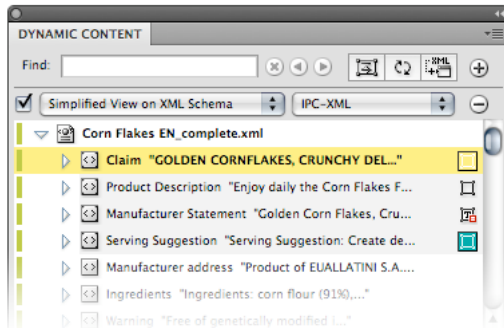 DYNAMIC CONTENT
Find:
XML
Simplified View on XML Schema IPC-XML
Corn Flakes EN_complete.xml
Claim "GOLDEN CORNFLAKES, CRUNCHY DEL..."
Product Description "Enjoy daily the Corn Flakes F...
Manufacturer Statement "Golden Corn Flakes, Cru...
Serving Suggestion "Serving Suggestion: Create de...
Manufacturer address "Product of EUALLATINI S.A....
Ingredients "Ingredients: corn flour (91%),..."
Warning "Free of genetically modified i..."